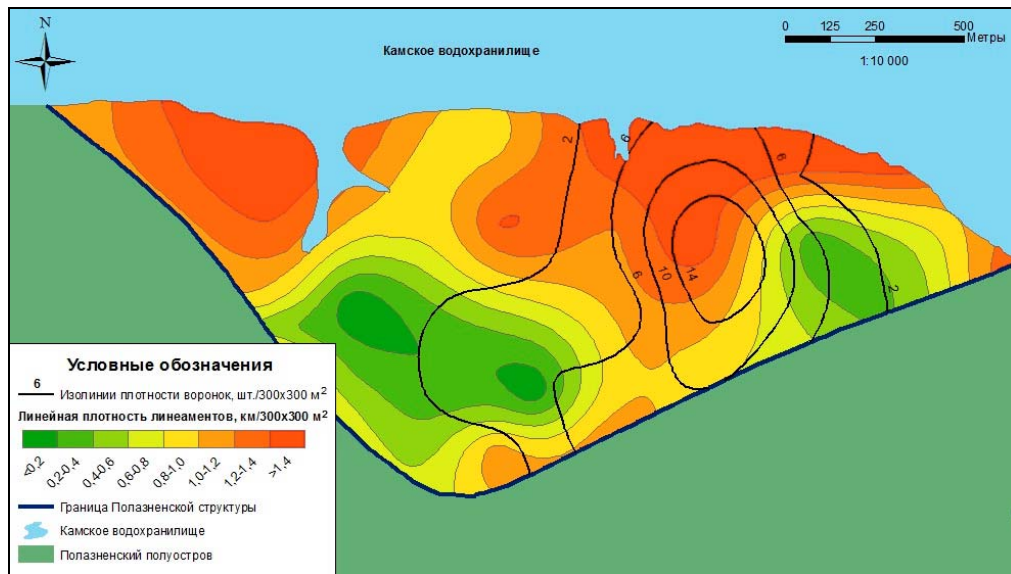 N
Камское водохранилище
0 125 250 500
Метры
1:10 000
2
6
6
6
10
14
2
Условные обозначения
6
Изолинии плотности воронок, шт./300х300 м²
Линейная плотность линеаментов, км/300х300 м²
<0,2 0,2-0,4 0,4-0,6 0,6-0,8 0,8-1,0 1,0-1,2 1,2-1,4 >1,4
Граница Полазненской структуры
Камское водохранилище
Полазненский полуостров